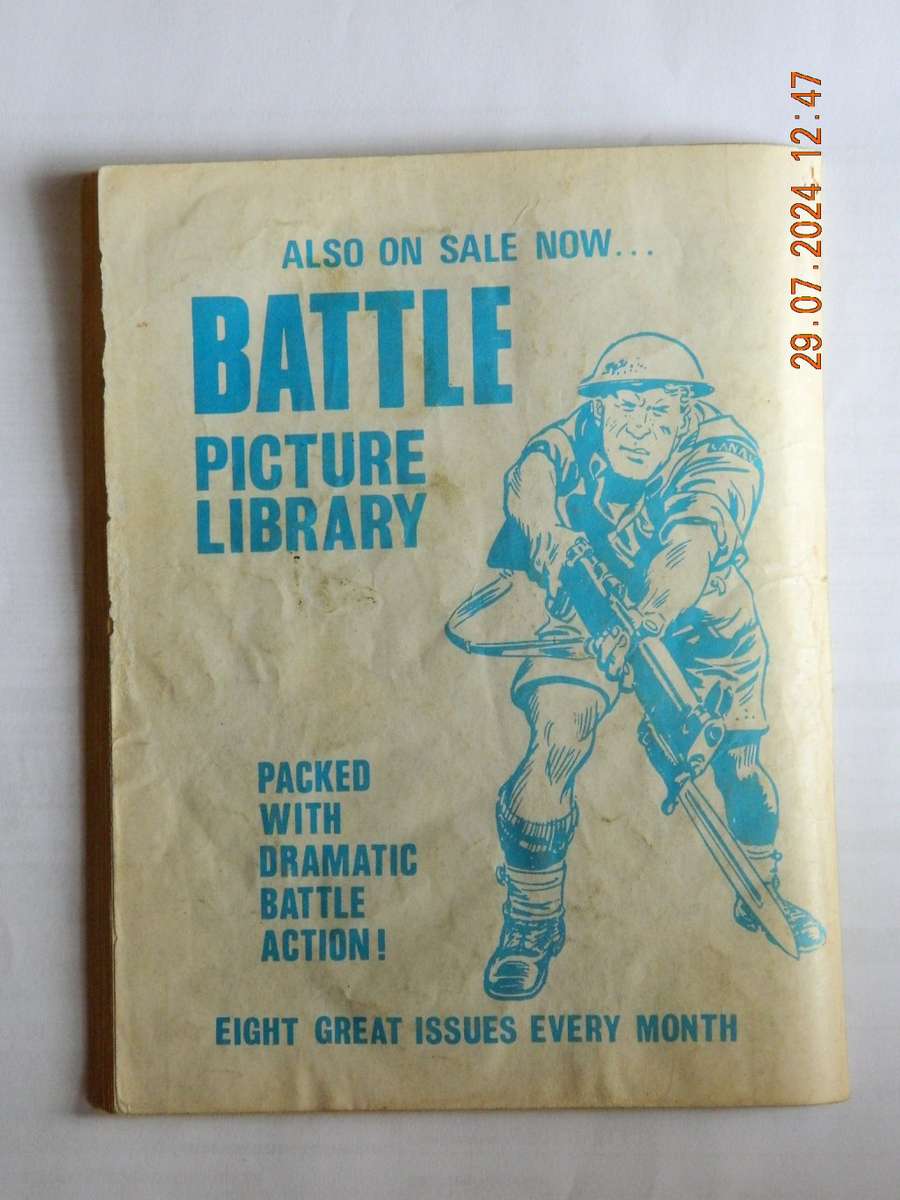 29.07.2024 12:47
ALSO ON SALE NOW...
BATTLE
PICTURE
LIBRARY
PACKED
WITH
DRAMATIC
BATTLE
ACTION!
EIGHT GREAT ISSUES EVERY MONTH